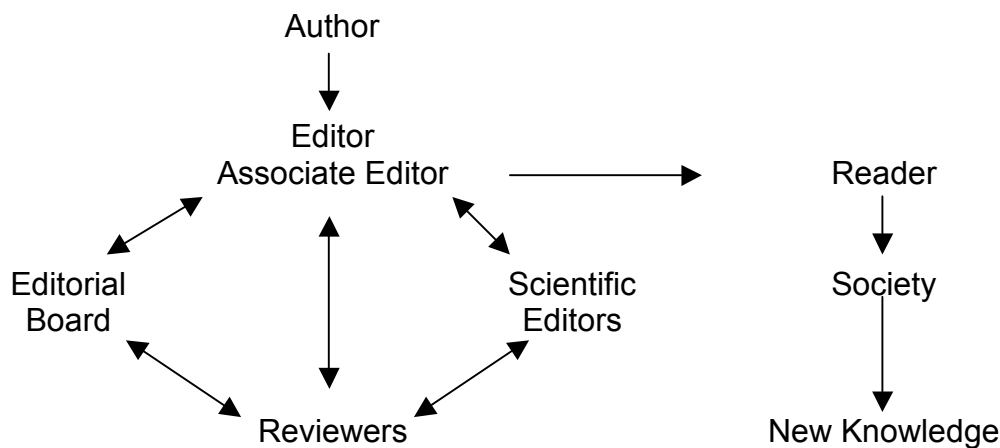 Author
Editor
Associate Editor
Reader
Editorial
Board
Scientific
Editors
Society
Reviewers
New Knowledge